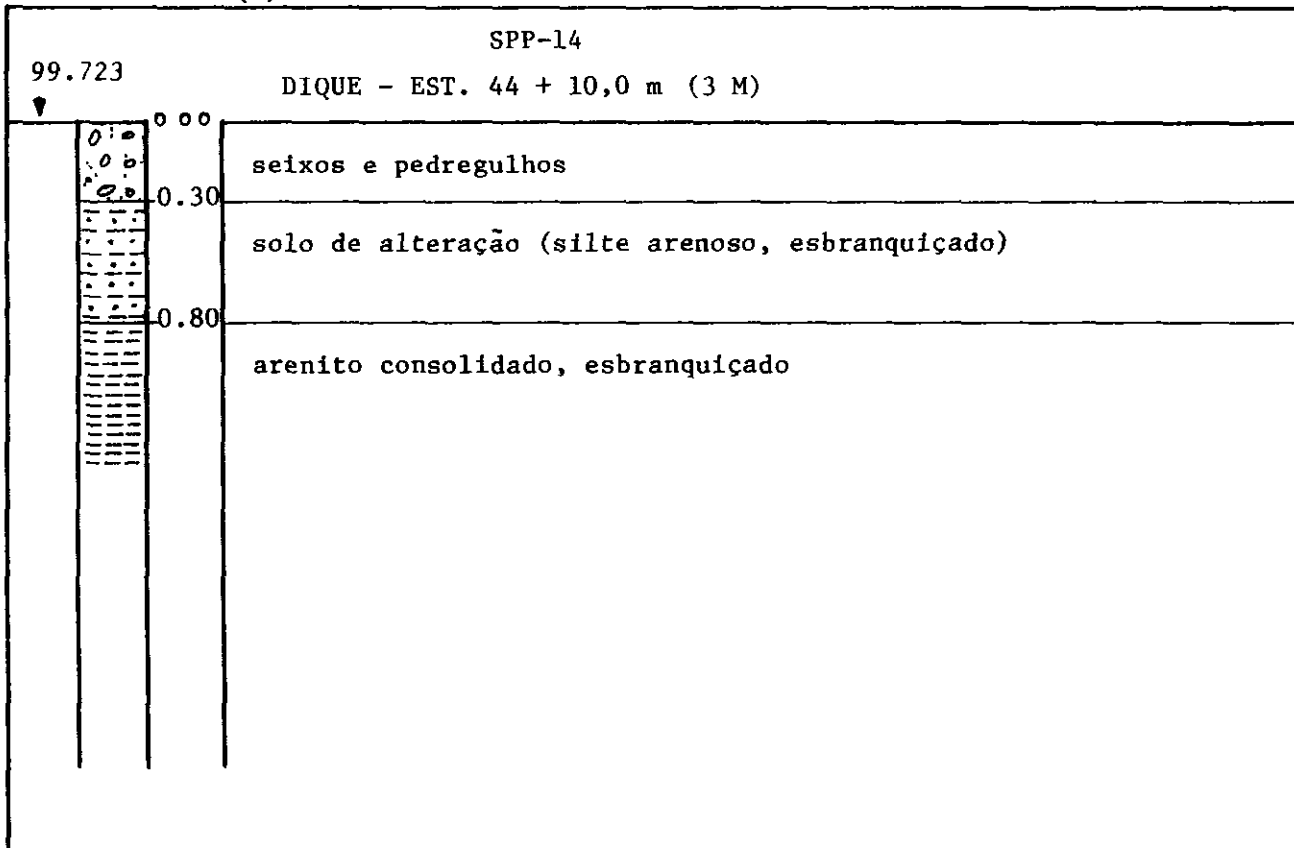 SPP-14
99.723
DIQUE - EST. 44 + 10,0 m (3 M)
0 00
seixos e pedregulhos
0.30
solo de alteração (silte arenoso, esbranquiçado)
0.80
arenito consolidado, esbranquiçado